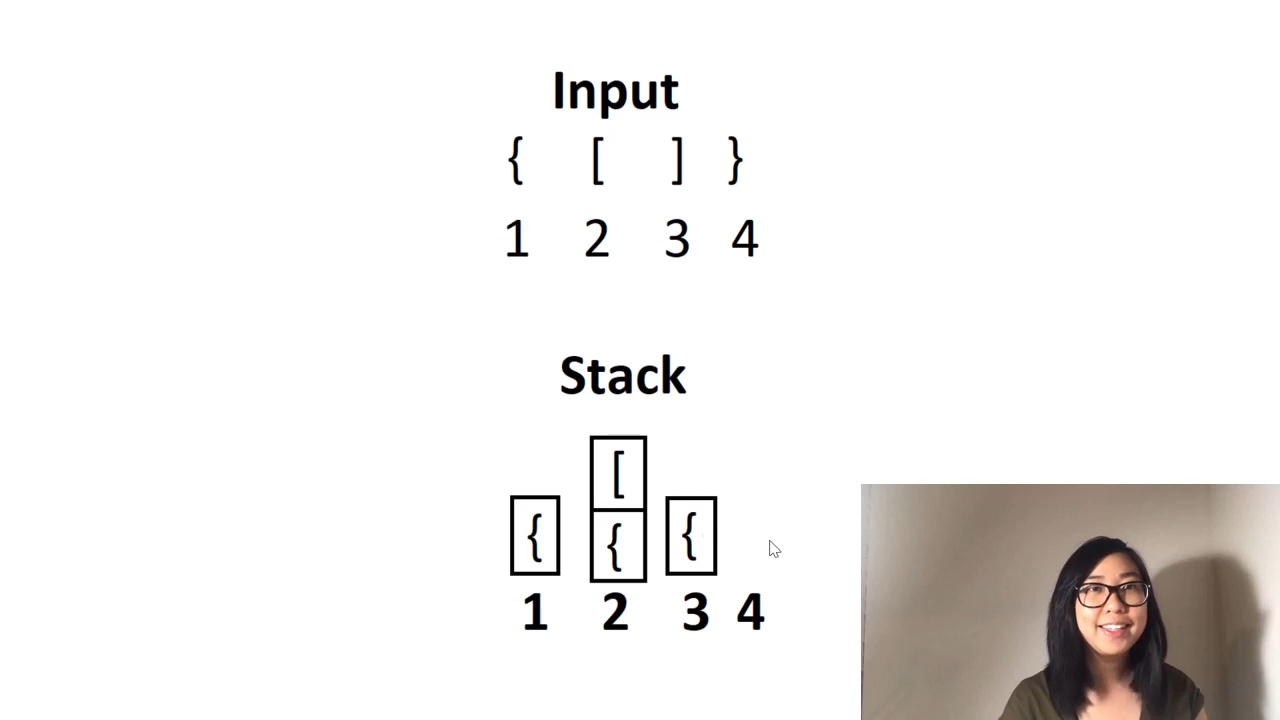 Input
{ [ ] }
1 2 3 4
Stack
[
{ { {
1 2 3 4